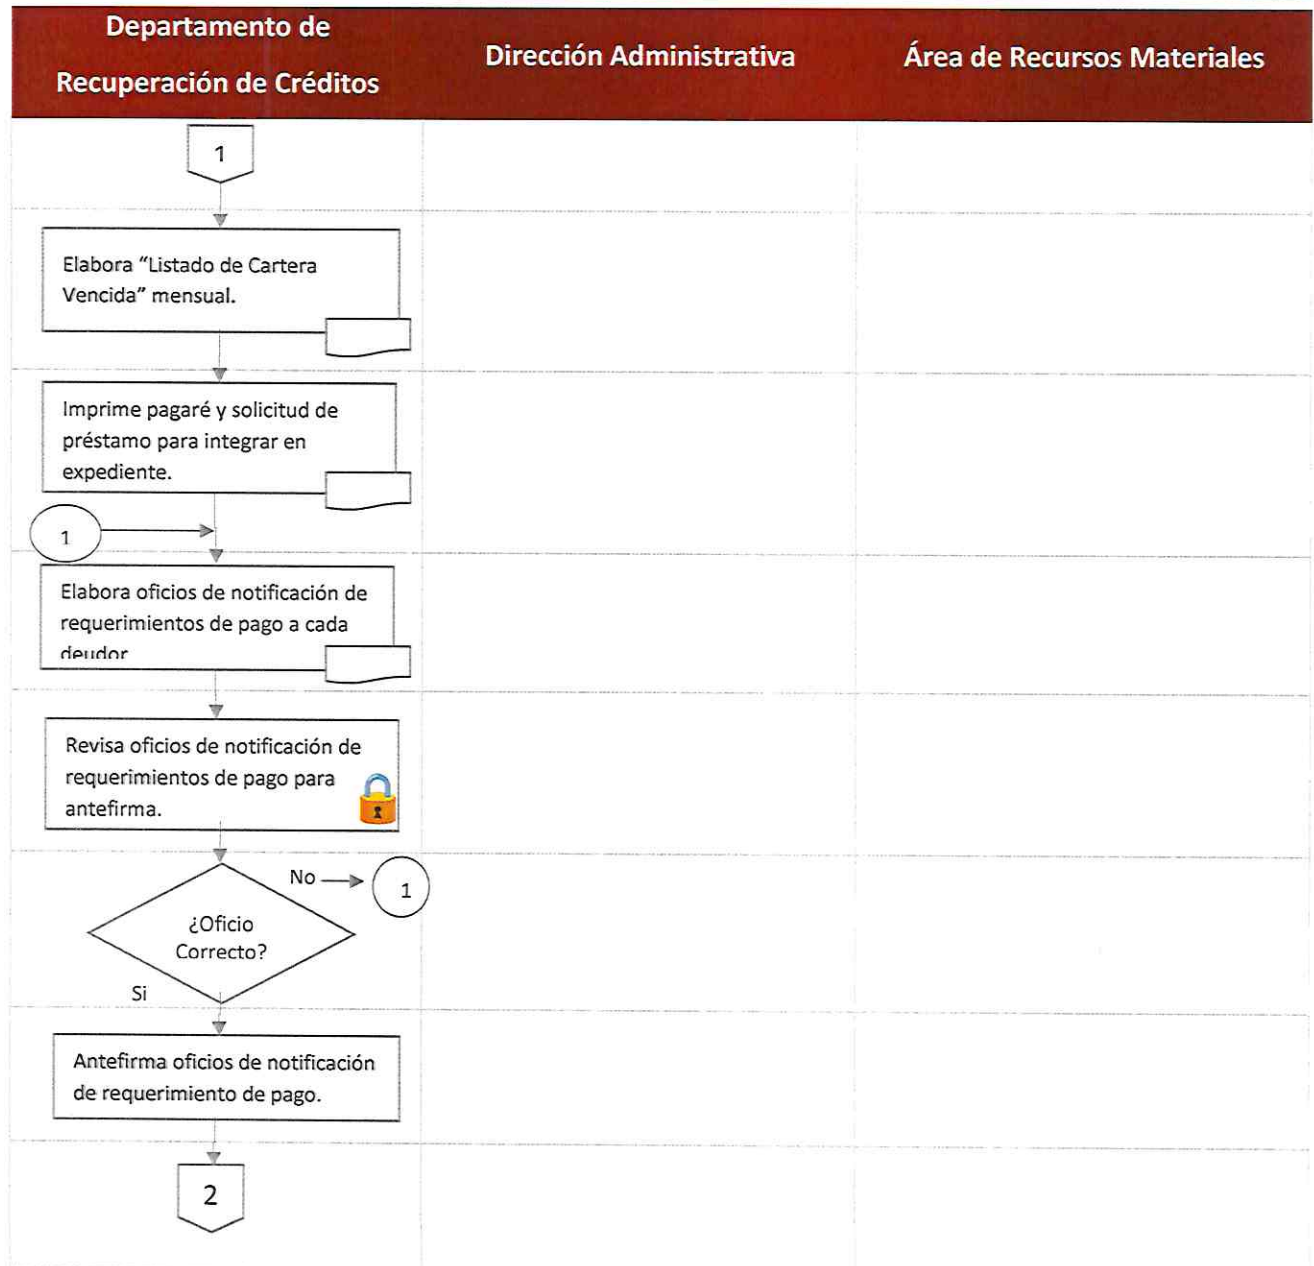 Departamento de
Recuperación de Créditos
Dirección Administrativa
Área de Recursos Materiales
1
Elabora “Listado de Cartera
Vencida” mensual.
Imprime pagaré y solicitud de
préstamo para integrar en
expediente.
1
Elabora oficios de notificación de
requerimientos de pago a cada
deudor
Revisa oficios de notificación de
requerimientos de pago para
antefirma.
No
1
¿Oficio
Correcto?
Si
Antefirma oficios de notificación
de requerimiento de pago.
2